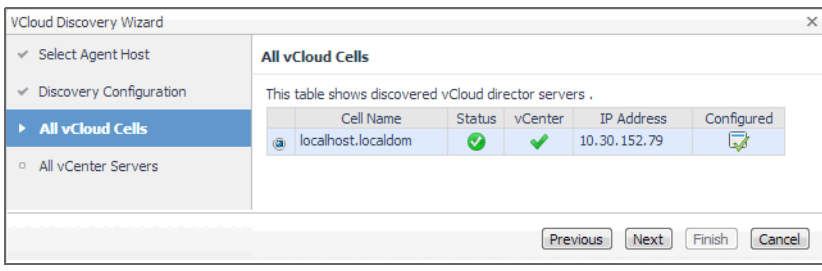 VCloud Discovery Wizard
Select Agent Host
Discovery Configuration
All vCloud Cells
All vCenter Servers
All vCloud Cells
This table shows discovered vCloud director servers .
Cell Name Status vCenter IP Address Configured
localhost.localdom 10.30.152.79
Previous Next Finish Cancel